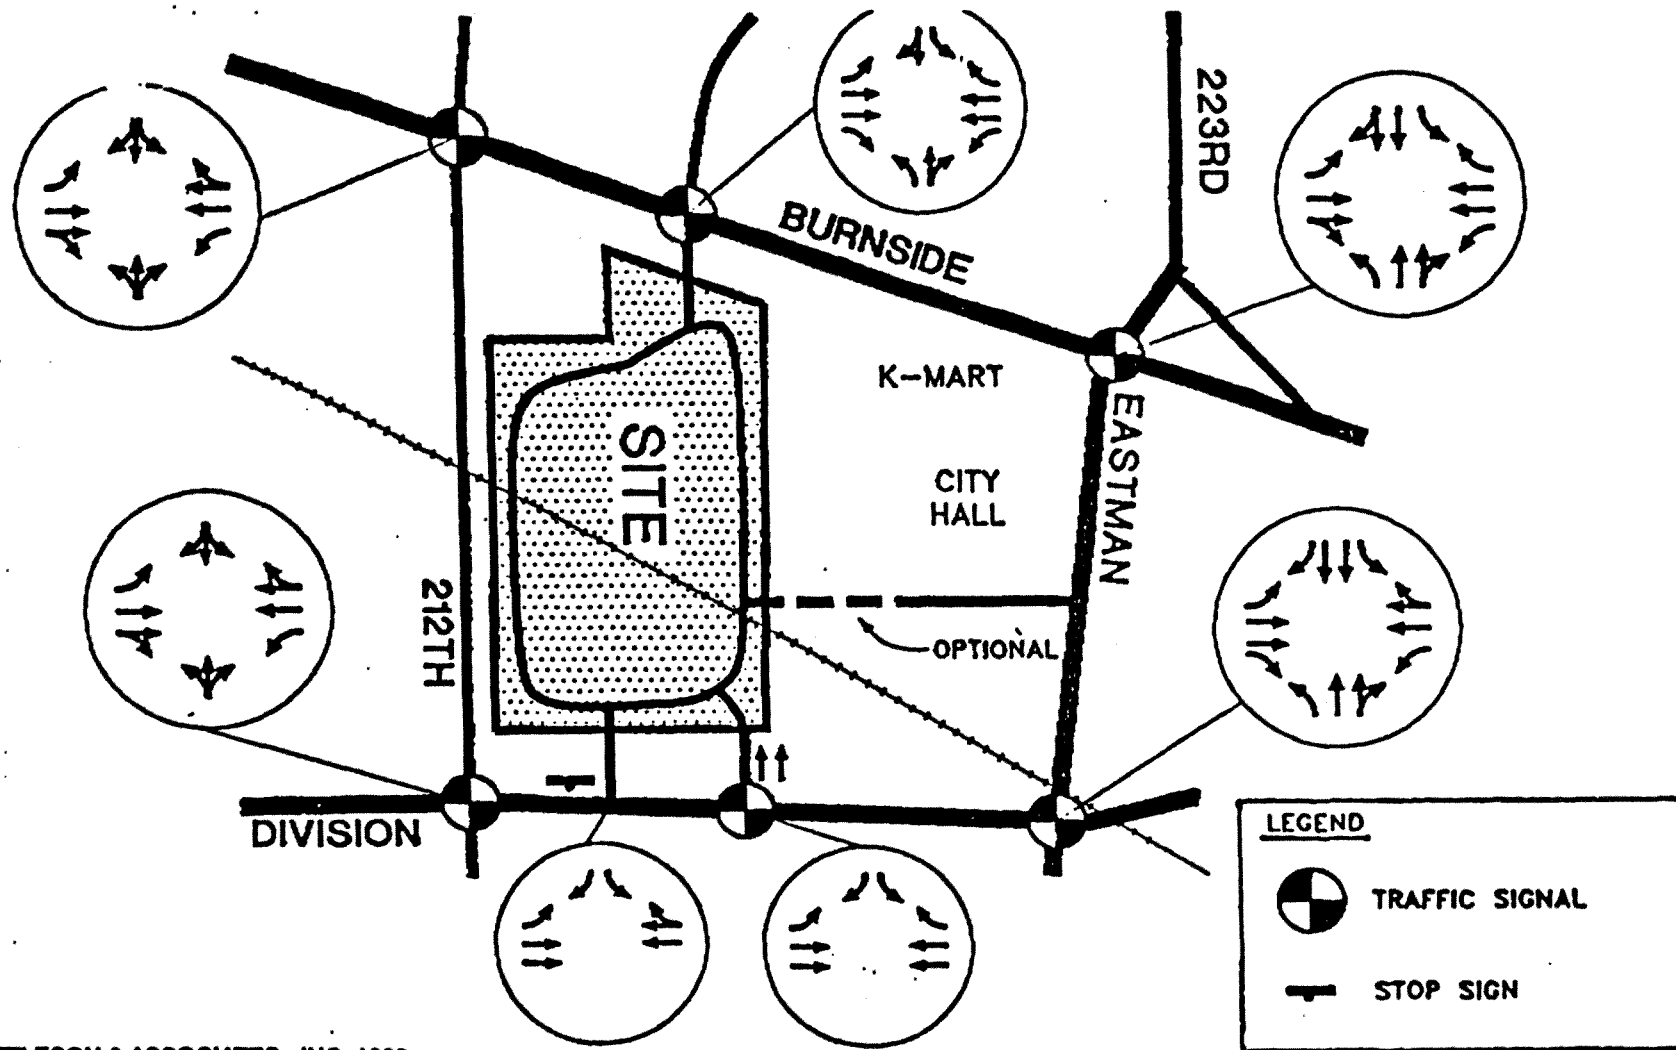 223RD
BURNSIDE
K-MART
EASTMAN
CITY
HALL
SITE
212TH
OPTIONAL
DIVISION
LEGEND
TRAFFIC SIGNAL
STOP SIGN